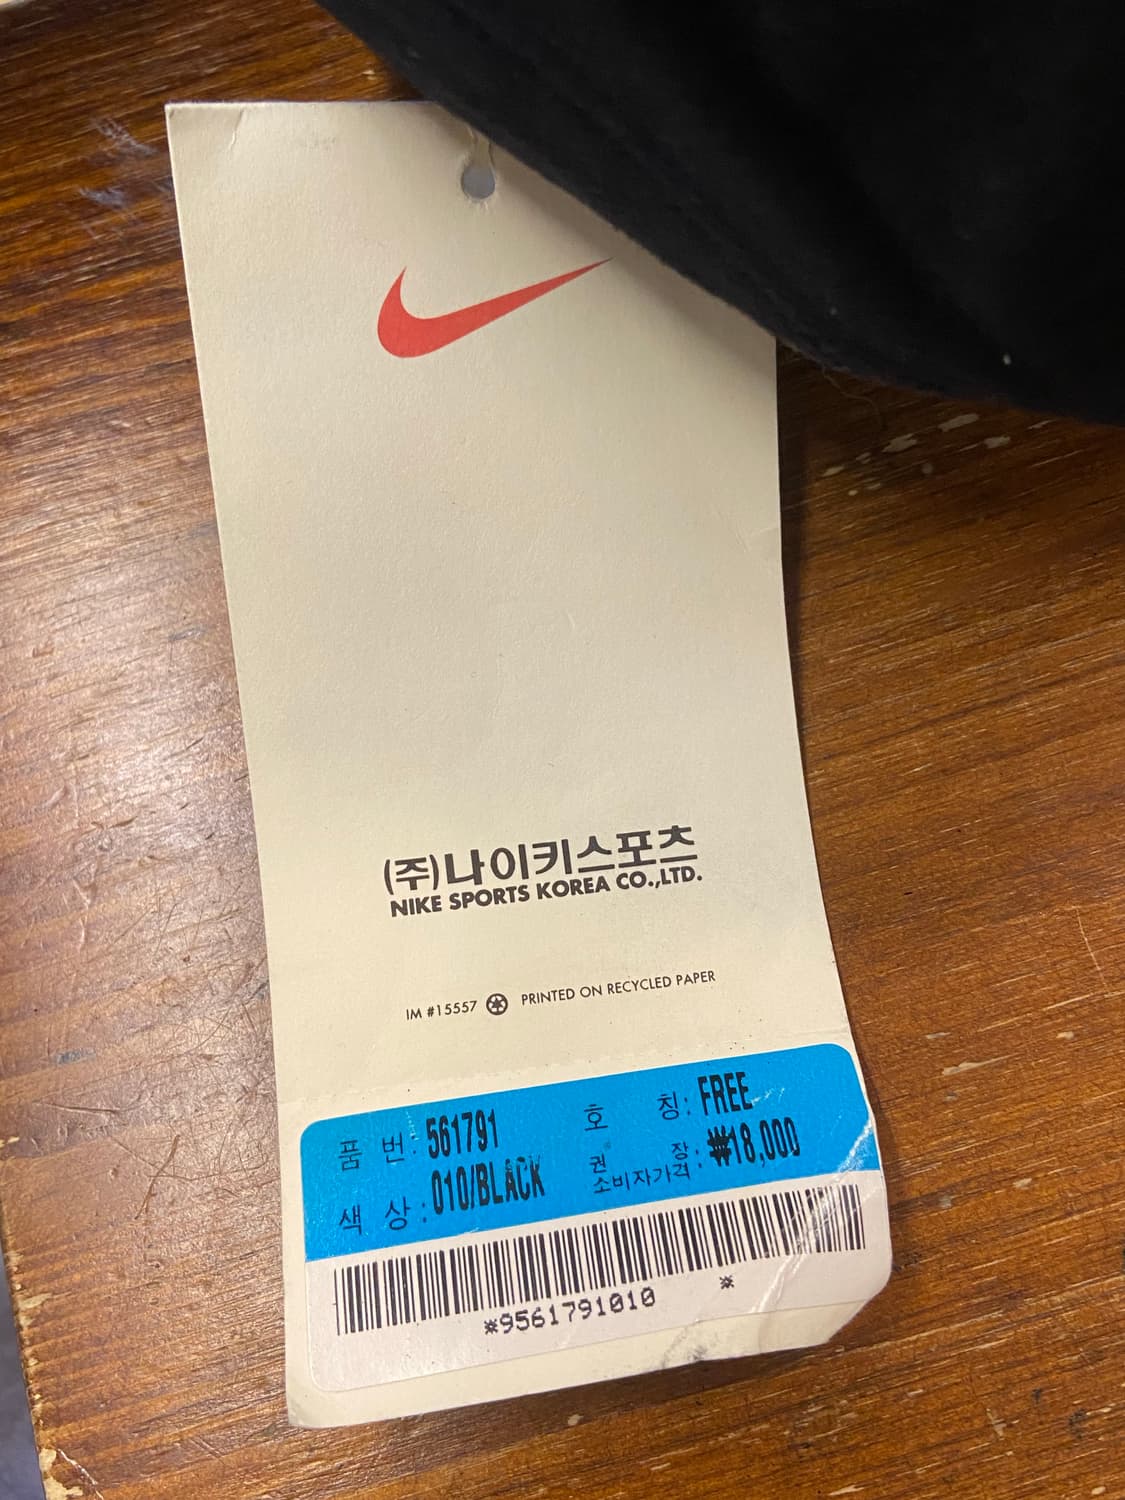 (주)나이키스포츠
NIKE SPORTS KOREA CO.,LTD.
IM #15557 PRINTED ON RECYCLED PAPER
품 번: 561791 호 칭: FREE
색 상: 010/BLACK 권 장 소비자가격: ₩18,000
*9561791010 *